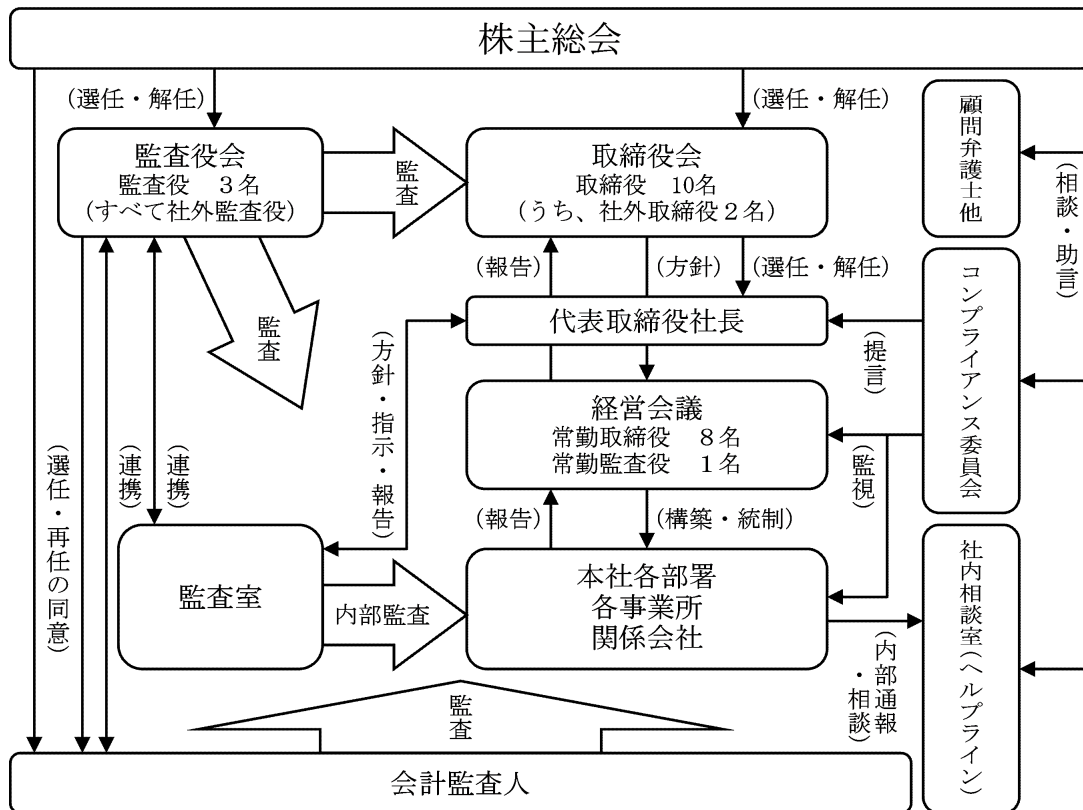 株主総会
(選任・解任)
(選任・解任)
監査役会
監査役　３名
(すべて社外監査役)
監査
取締役会
取締役　10名
(うち、社外取締役２名)
顧問弁護士他
(相談・助言)
監査
(報告)
(方針)
(選任・解任)
代表取締役社長
(提言)
コンプライアンス委員会
(方針・指示・報告)
経営会議
常勤取締役　８名
常勤監査役　１名
(監視)
(選任・再任の同意)
(連携)
(連携)
(報告)
(構築・統制)
監査室
内部監査
本社各部署
各事業所
関係会社
(内部通報
・相談)
社内相談室(ヘルプライン)
監査
会計監査人